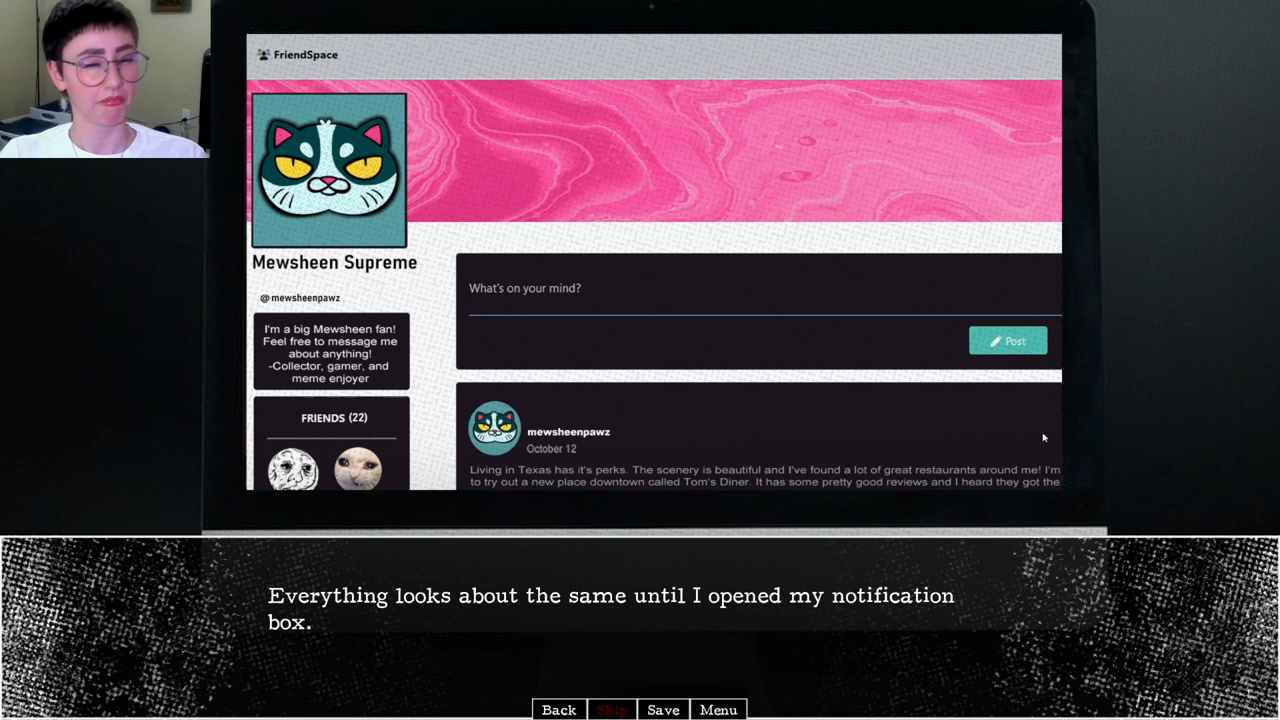 FriendSpace
Mewsheen Supreme
@mewsheenpawz
I'm a big Mewsheen fan!
Feel free to message me
about anything!
-Collector, gamer, and
meme enjoyer
FRIENDS (22)
What's on your mind?
Post
mewsheenpawz
October 12
Living in Texas has it's perks. The scenery is beautiful and I've found a lot of great restaurants around me! I'm
to try out a new place downtown called Tom's Diner. It has some pretty good reviews and I heard they got the
Everything looks about the same until I opened my notification
box.
Back Skip Save Menu